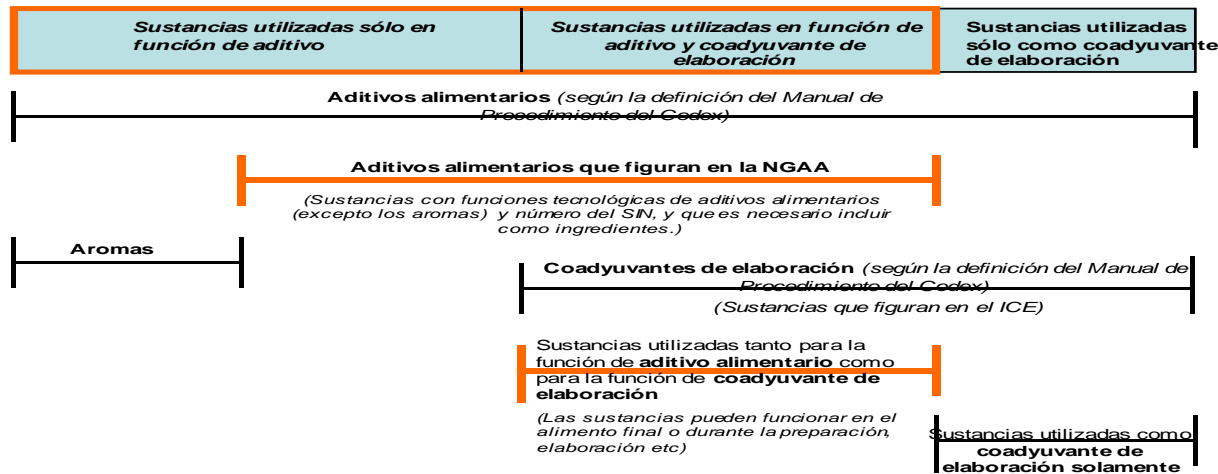 Sustancias utilizadas sólo en
función de aditivo
Sustancias utilizadas en función de
aditivo y coadyuvante de
elaboración
Sustancias utilizadas
sólo como coadyuvante
de elaboración
Aditivos alimentarios (según la definición del Manual de
Procedimiento del Codex)
Aditivos alimentarios que figuran en la NGAA
(Sustancias con funciones tecnológicas de aditivos alimentarios
(excepto los aromas) y número del SIN, y que es necesario incluir
como ingredientes.)
Aromas
Coadyuvantes de elaboración (según la definición del Manual de
Procedimiento del Codex)
(Sustancias que figuran en el ICE)
Sustancias utilizadas tanto para la
función de aditivo alimentario como
para la función de coadyuvante de
elaboración
(Las sustancias pueden funcionar en el
alimento final o durante la preparación,
elaboración etc)
Sustancias utilizadas como
coadyuvante de
elaboración solamente